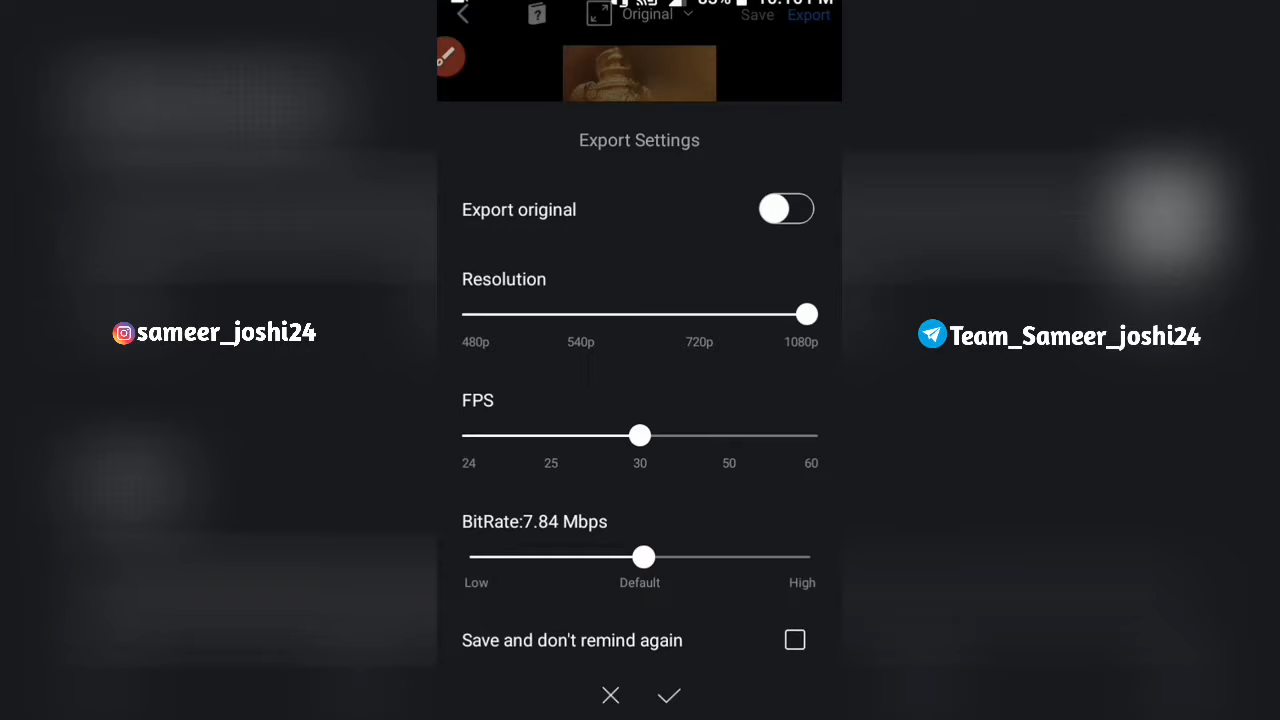 Original Save Export
Export Settings
Export original
Resolution
480p 540p 720p 1080p
sameer_joshi24
Team_Sameer_joshi24
FPS
24 25 30 50 60
BitRate:7.84 Mbps
Low Default High
Save and don't remind again